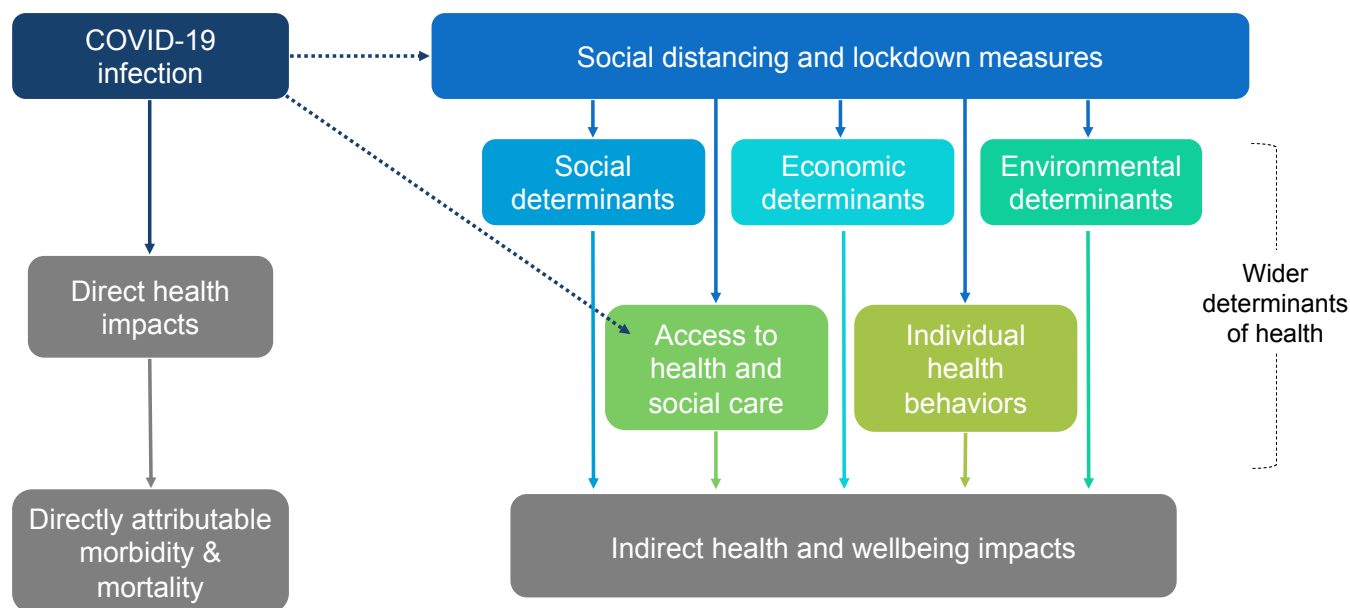 COVID-19
infection
Social distancing and lockdown measures
Social
determinants
Economic
determinants
Environmental
determinants
Direct health
impacts
Access to
health and
social care
Individual
health
behaviors
Wider
determinants
of health
Directly attributable
morbidity &
mortality
Indirect health and wellbeing impacts